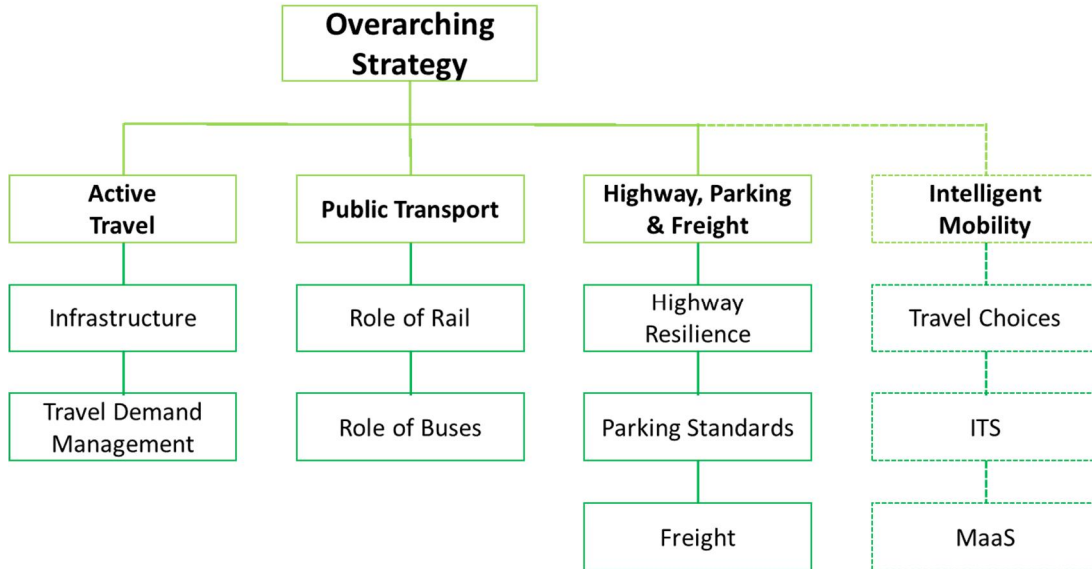 Overarching
Strategy
Active
Travel
Public Transport
Highway, Parking
& Freight
Intelligent
Mobility
Infrastructure
Role of Rail
Highway
Resilience
Travel Choices
Travel Demand
Management
Role of Buses
Parking Standards
ITS
Freight
MaaS